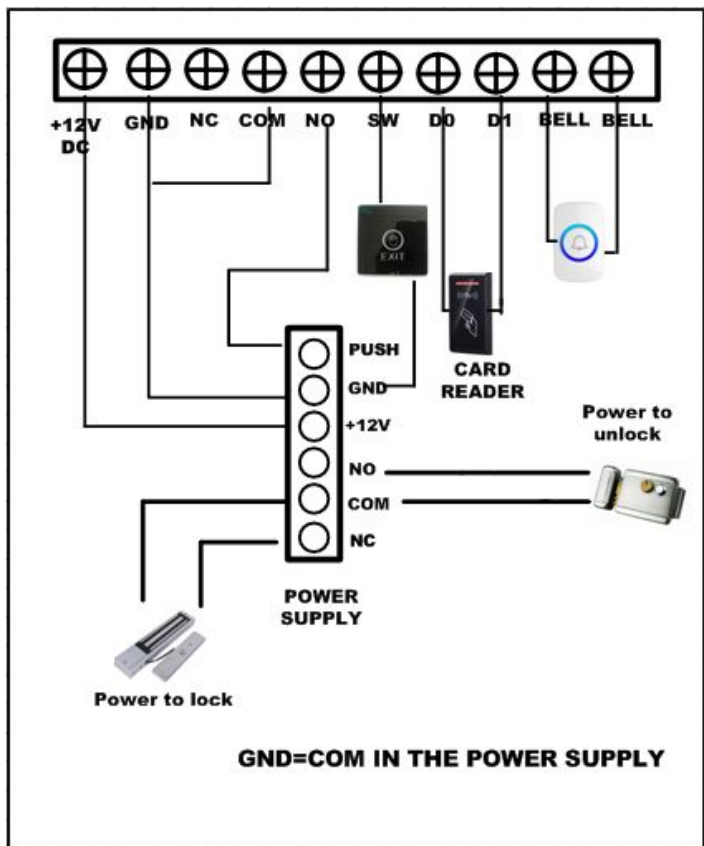 +12V DC
GND
NC
COM
NO
SW
D0
D1
BELL
BELL
EXIT
PUSH
GND
+12V
NO
COM
NC
CARD
READER
Power to
unlock
POWER
SUPPLY
Power to lock
GND=COM IN THE POWER SUPPLY